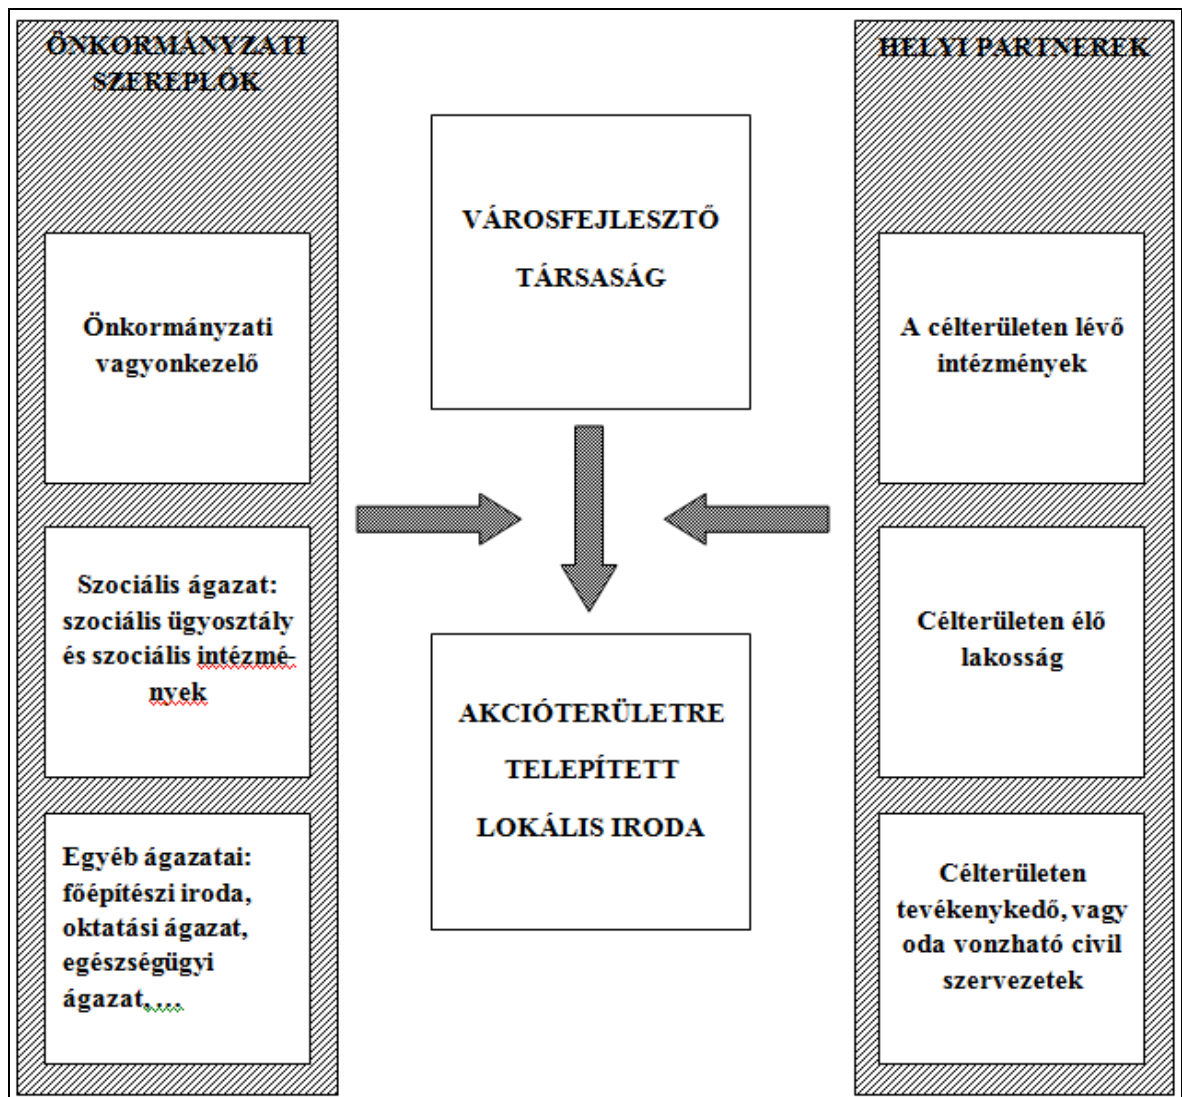 ÖNKORMÁNYZATI
SZEREPLŐK
Önkormányzati
vagyonkezelő
Szociális ágazat:
szociális ügyosztály
és szociális intézmé-
nyek
Egyéb ágazatai:
főépítészi iroda,
oktatási ágazat,
egészségügyi
ágazat, …
VÁROSFEJLESZTŐ
TÁRSASÁG
AKCIÓTERÜLETRE
TELEPÍTETT
LOKÁLIS IRODA
HELYI PARTNEREK
A célterületen lévő
intézmények
Célterületen élő
lakosság
Célterületen
tevékenykedő, vagy
oda vonzható civil
szervezetek